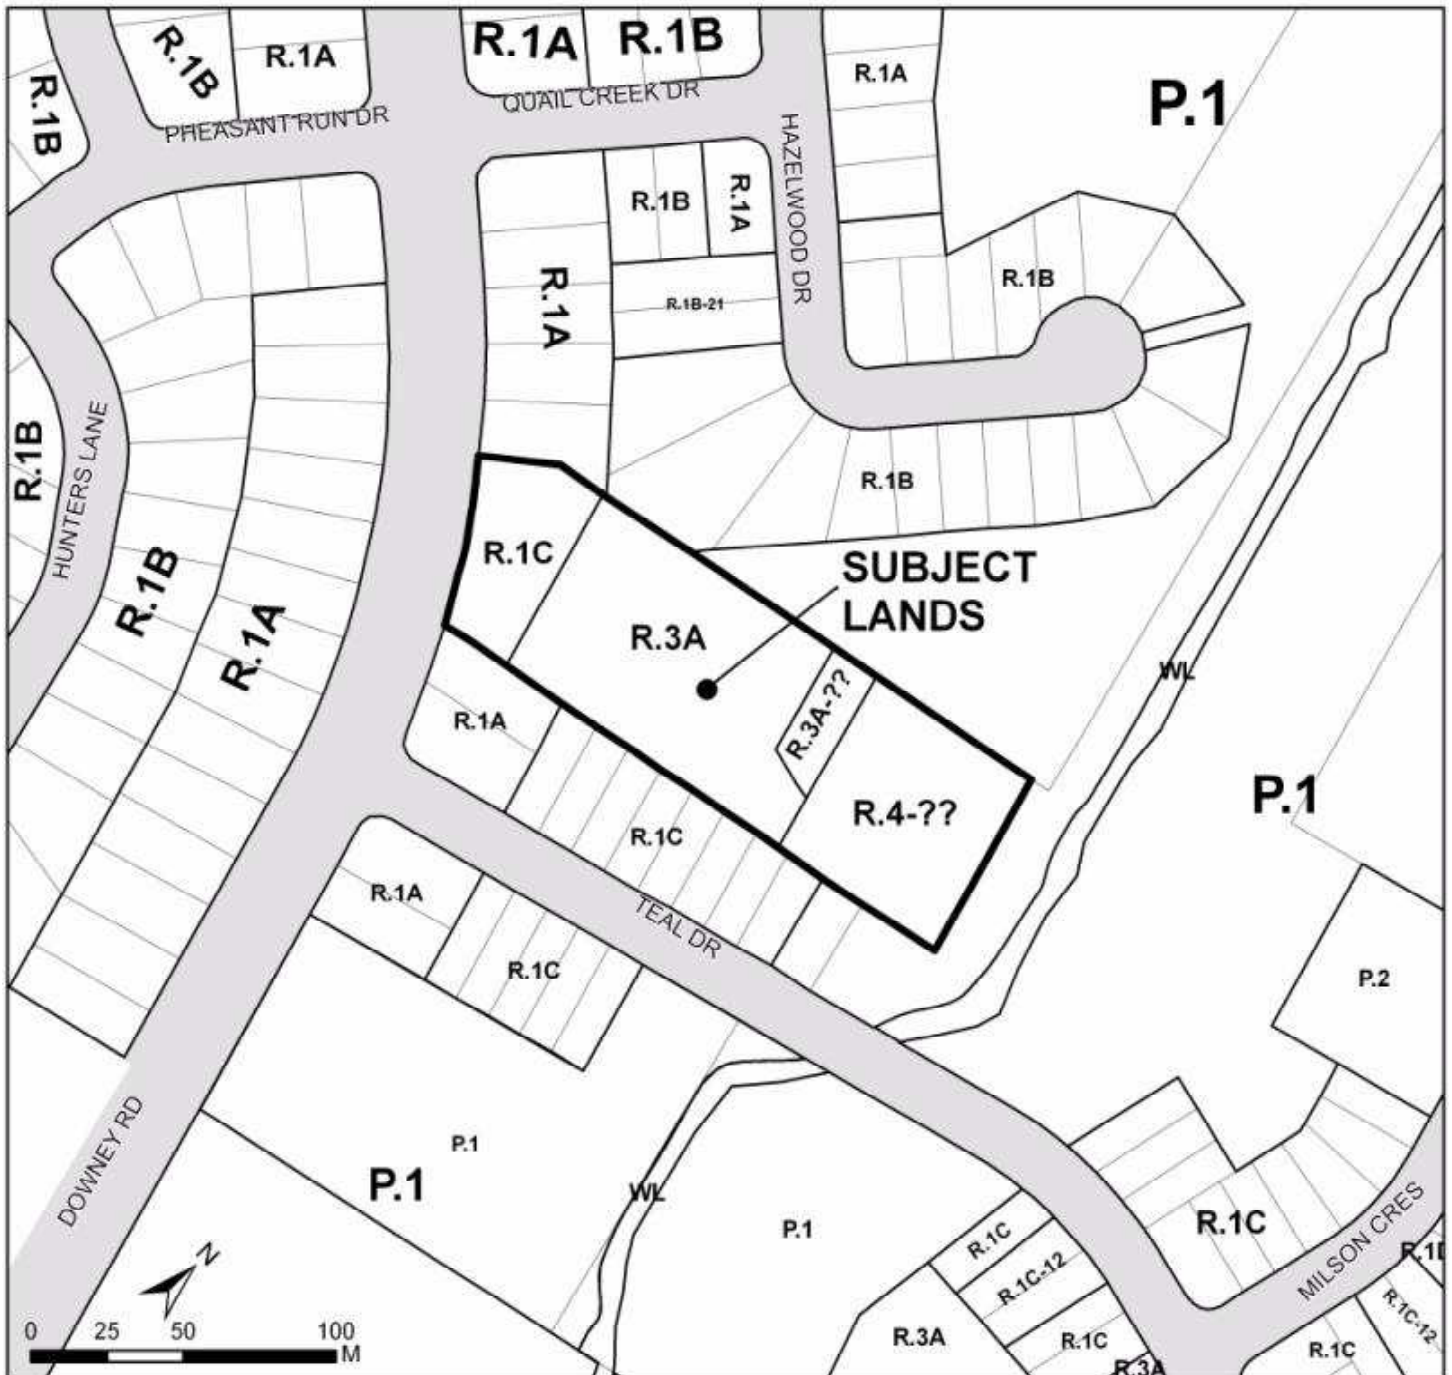 R.1B
R.1B
R.1A
R.1A
R.1B
R.1A
P.1
PHEASANT RUN DR
QUAIL CREEK DR
HAZELWOOD DR
R.1B
R.1A
R.1A
R.1B-21
R.1B
R.1B
R.1B
HUNTERS LANE
R.1B
R.1A
R.1C
SUBJECT
LANDS
R.3A
R.3A-??
R.4-??
WL
P.1
R.1A
R.1C
R.1A
R.1C
TEAL DR
P.2
DOWNEY RD
P.1
P.1
WL
P.1
R.1C
R.1C-12
R.1C
R.3A
R.3A
R.1C
MILSON CRES
R.1C-12
R.1C
N
0 25 50 100
M